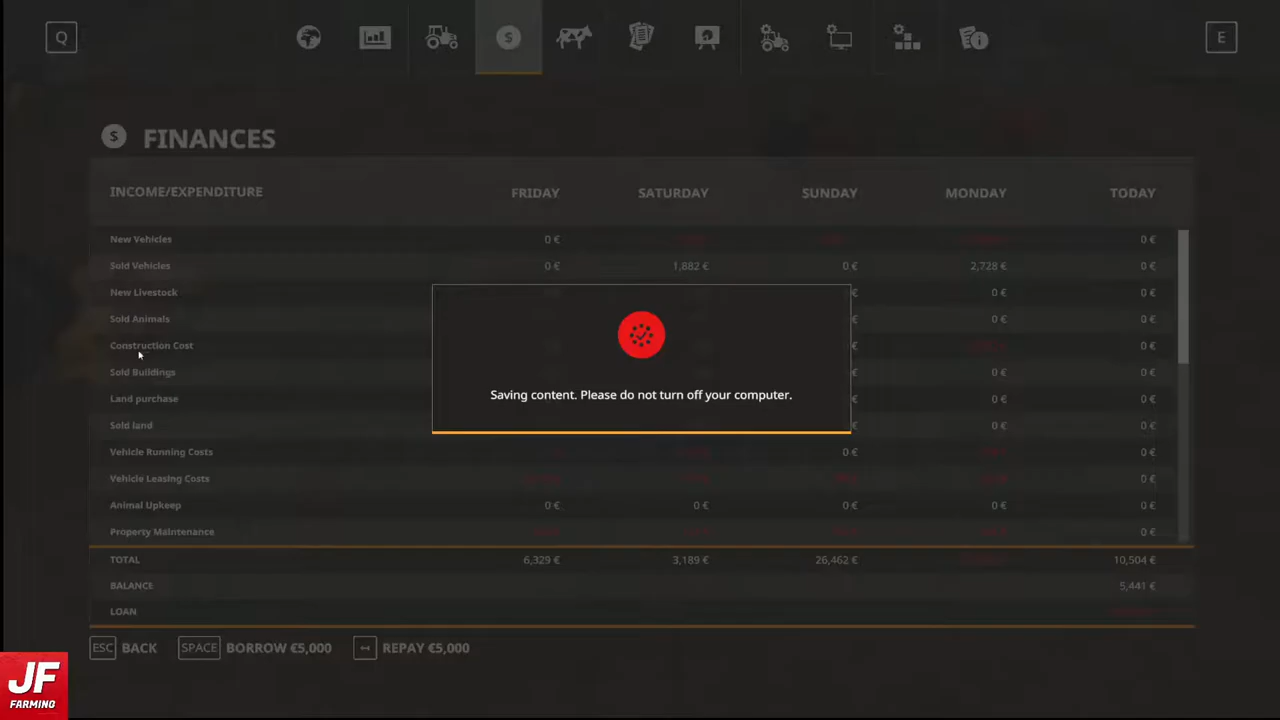 Q
$
E
$ FINANCES
INCOME/EXPENDITURE FRIDAY SATURDAY SUNDAY MONDAY TODAY
New Vehicles 0 € 0 €
Sold Vehicles 0 € 1,882 € 0 € 2,728 € 0 €
New Livestock € 0 € 0 €
Sold Animals € 0 € 0 €
Construction Cost € 0 €
Sold Buildings € 0 € 0 €
Land purchase € 0 € 0 €
Sold land € 0 € 0 €
Vehicle Running Costs 0 € 0 €
Vehicle Leasing Costs 0 €
Animal Upkeep 0 € 0 € 0 € 0 € 0 €
Property Maintenance 0 €
Saving content. Please do not turn off your computer.
TOTAL 6,329 € 3,189 € 26,462 € 10,504 €
BALANCE 5,441 €
LOAN
ESC BACK SPACE BORROW €5,000 REPAY €5,000
JF
FARMING